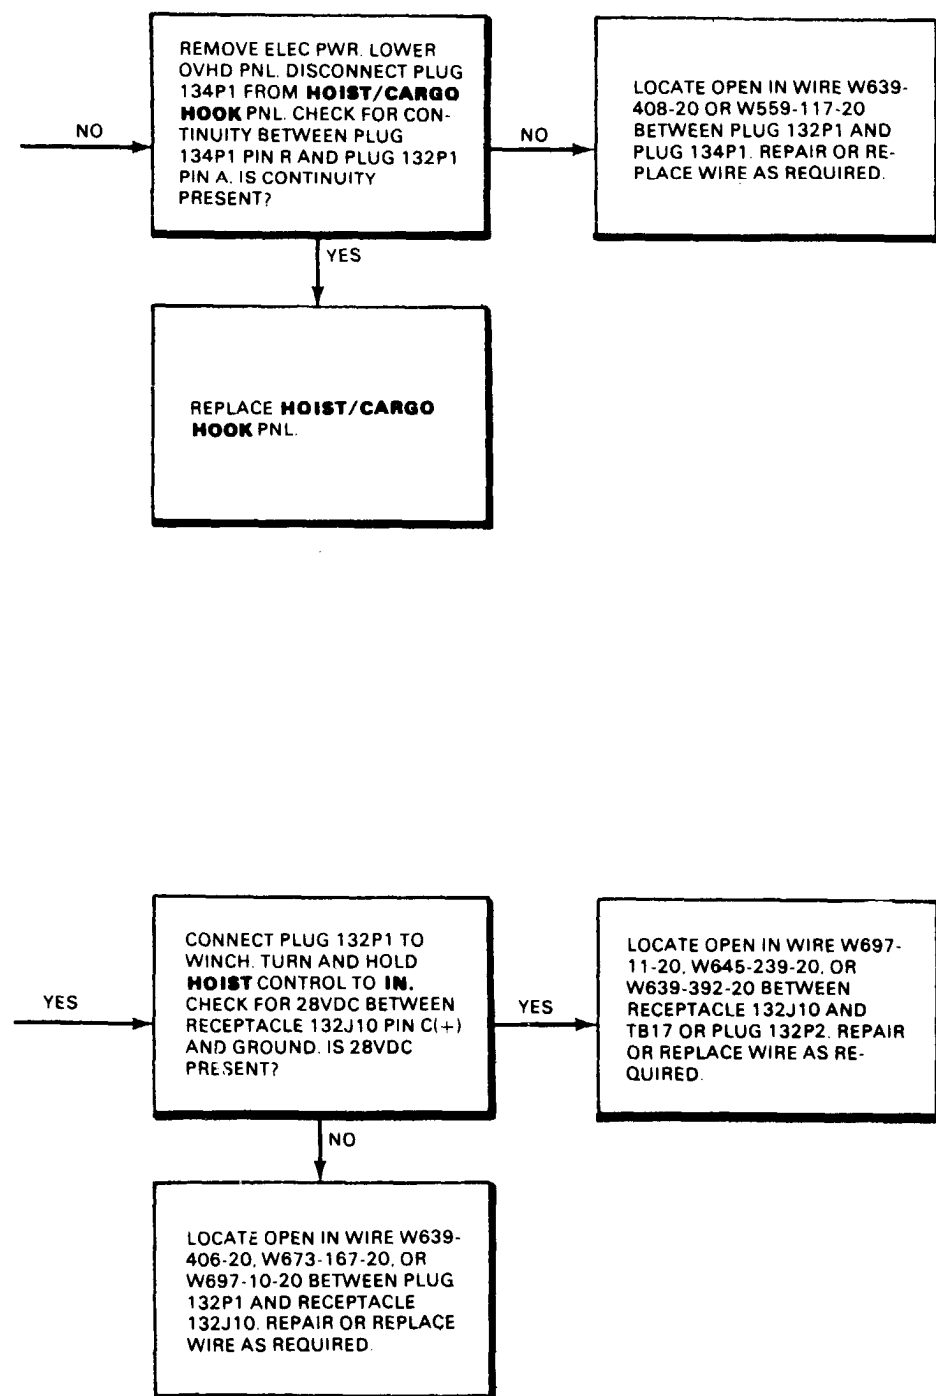 REMOVE ELEC PWR. LOWER
OVHD PNL. DISCONNECT PLUG
134P1 FROM HOIST/CARGO
HOOK PNL. CHECK FOR CON-
TINUITY BETWEEN PLUG
134P1 PIN R AND PLUG 132P1
PIN A. IS CONTINUITY
PRESENT?
NO
NO
LOCATE OPEN IN WIRE W639-
408-20 OR W559-117-20
BETWEEN PLUG 132P1 AND
PLUG 134P1. REPAIR OR RE-
PLACE WIRE AS REQUIRED.
YES
REPLACE HOIST/CARGO
HOOK PNL.
YES
CONNECT PLUG 132P1 TO
WINCH. TURN AND HOLD
HOIST CONTROL TO IN.
CHECK FOR 28VDC BETWEEN
RECEPTACLE 132J10 PIN C(+)
AND GROUND. IS 28VDC
PRESENT?
YES
LOCATE OPEN IN WIRE W697-
11-20, W645-239-20, OR
W639-392-20 BETWEEN
RECEPTACLE 132J10 AND
TB17 OR PLUG 132P2. REPAIR
OR REPLACE WIRE AS RE-
QUIRED.
NO
LOCATE OPEN IN WIRE W639-
406-20, W673-167-20, OR
W697-10-20 BETWEEN PLUG
132P1 AND RECEPTACLE
132J10. REPAIR OR REPLACE
WIRE AS REQUIRED.